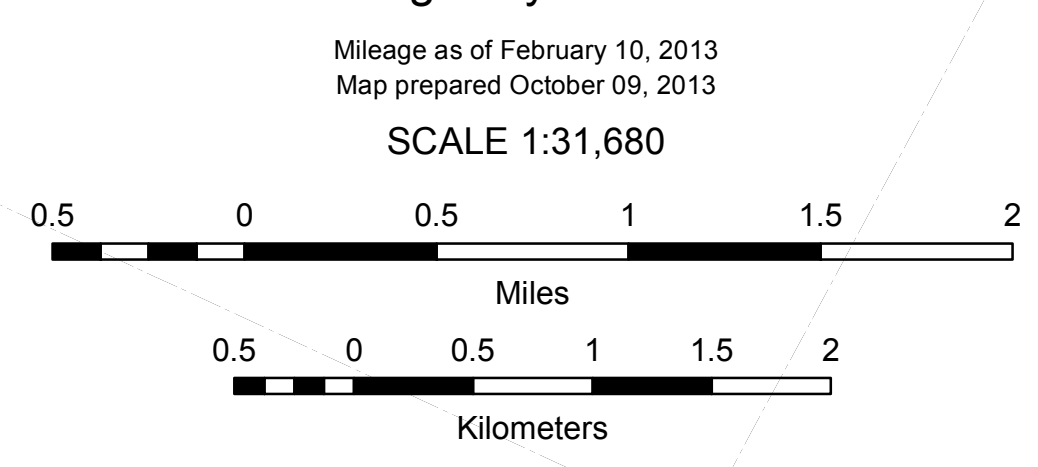 Mileage as of February 10, 2013
Map prepared October 09, 2013
SCALE 1:31,680
0.5 0 0.5 1 1.5 2
Miles
0.5 0 0.5 1 1.5 2
Kilometers